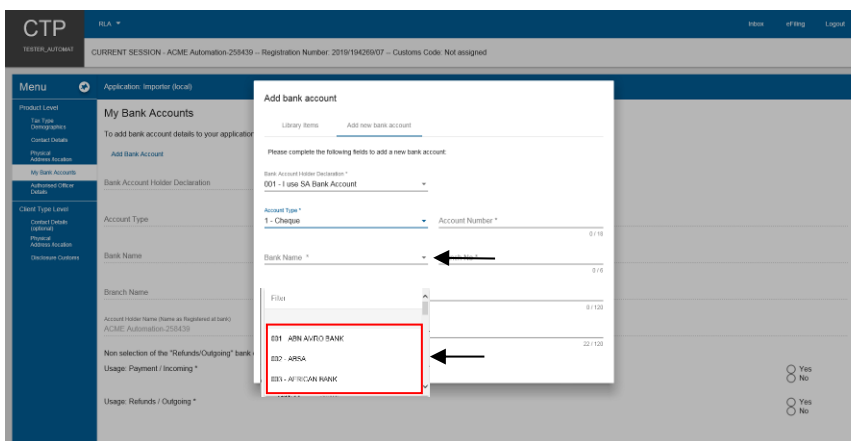 CTP
RLA
Inbox
eFiling
Logout
TESTER_AUTOMAT
CURRENT SESSION - ACME Automation-258439 -- Registration Number: 2019/194269/07 -- Customs Code: Not assigned
Menu
Application: Importer (local)
Product Level
Tax Type
Demographics
Contact Details
Physical
Address /location
My Bank Accounts
Authorised Officer
Details
Client Type Level
Contact Details
(optional)
Physical
Address /location
Disclosure Customs
My Bank Accounts
To add bank account details to your application
Add Bank Account
Bank Account Holder Declaration
Account Type
Bank Name
Branch Name
Account Holder Name (Name as Registered at bank)
ACME Automation-258439
Non selection of the "Refunds/Outgoing" bank
Usage: Payment / Incoming *
Yes
No
Usage: Refunds / Outgoing *
Yes
No
Add bank account
Library items
Add new bank account
Please complete the following fields to add a new bank account:
Bank Account Holder Declaration *
001 - I use SA Bank Account
Account Type *
1 - Cheque
Account Number *
0 / 16
Bank Name *
0 / 6
Filter
0 / 120
001 - ABN AMRO BANK
22 / 120
002 - ABSA
003 - AFRICAN BANK